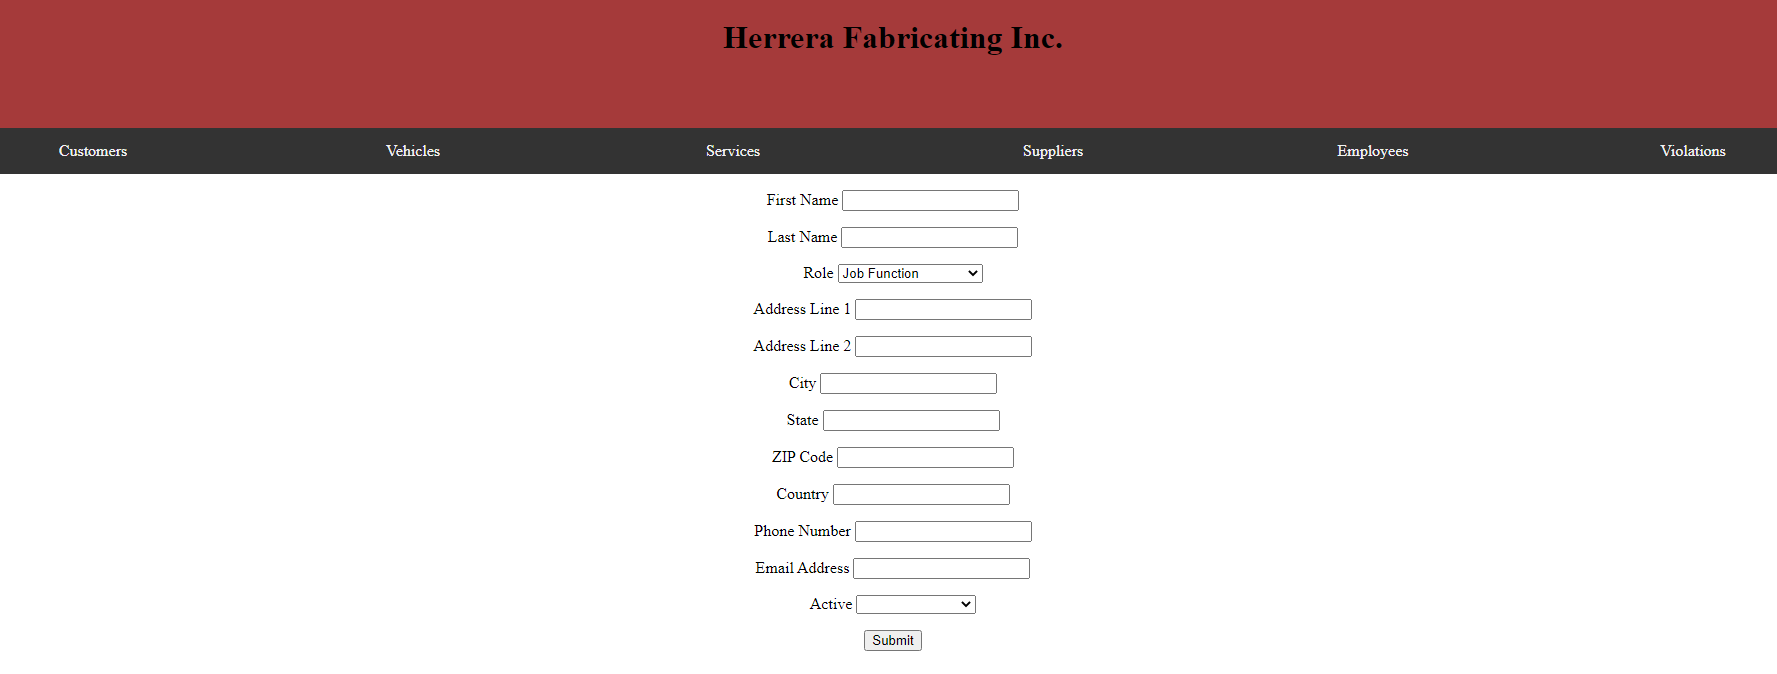 Herrera Fabricating Inc.
Customers Vehicles Services Suppliers Employees Violations
First Name
Last Name
Role Job Function
Address Line 1
Address Line 2
City
State
ZIP Code
Country
Phone Number
Email Address
Active
Submit